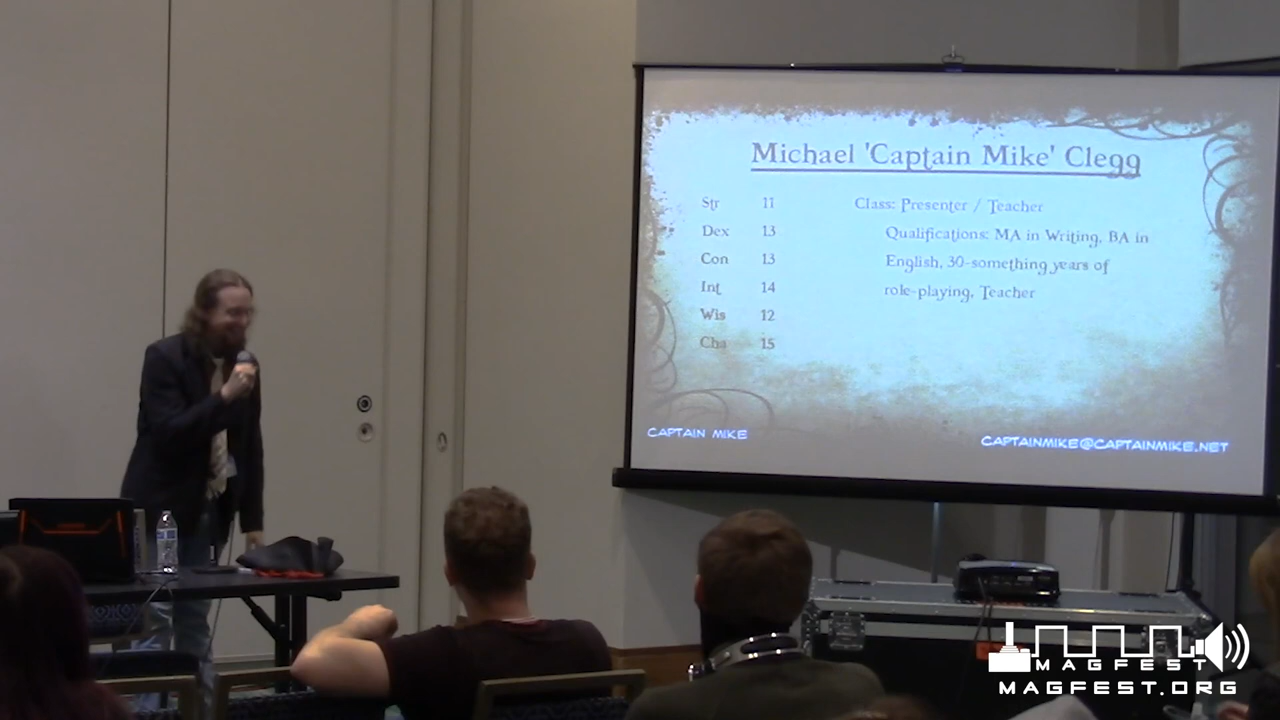 Michael 'Captain Mike' Clegg
Str 11
Dex 13
Con 13
Int 14
Wis 12
Cha 15
Class: Presenter / Teacher
Qualifications: MA in Writing, BA in
English, 30-something years of
role-playing, Teacher
CAPTAIN MIKE
CAPTAINMIKE@CAPTAINMIKE.NET
MAGFEST
MAGFEST.ORG